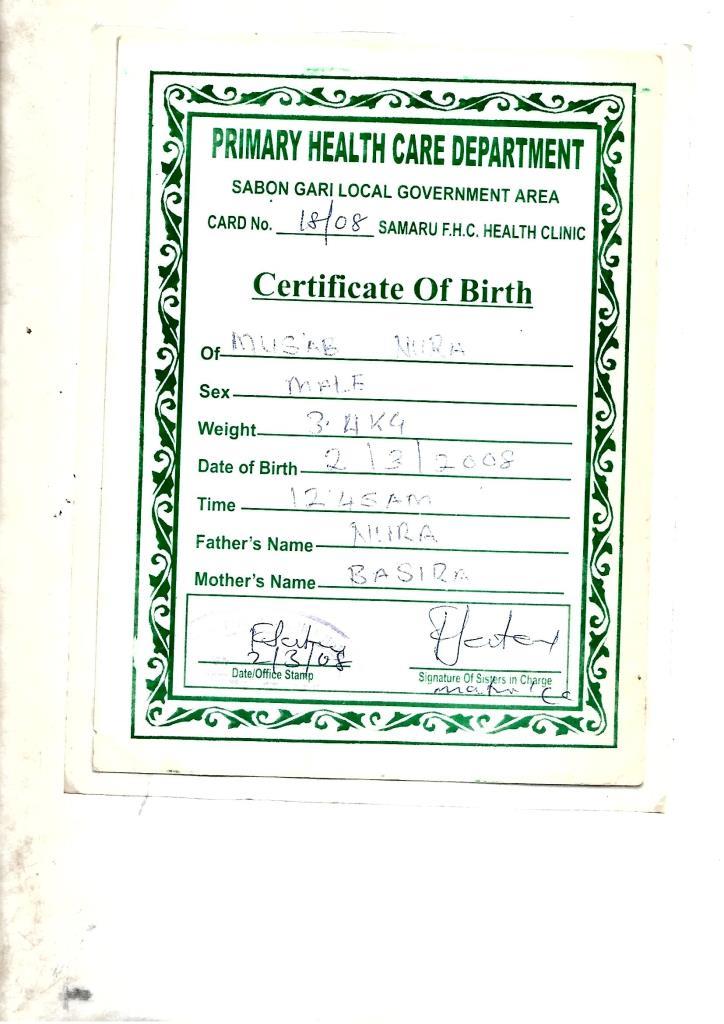 PRIMARY HEALTH CARE DEPARTMENT
SABON GARI LOCAL GOVERNMENT AREA
CARD No. 18/08 SAMARU F.H.C. HEALTH CLINIC
Certificate Of Birth
Of MUS'AB NURA
Sex MALE
Weight 3.4KG
Date of Birth 2/3/2008
Time 12:45AM
Father's Name NURA
Mother's Name BASIRA
2/3/08
Date/Office Stamp
Signature Of Sisters in Charge